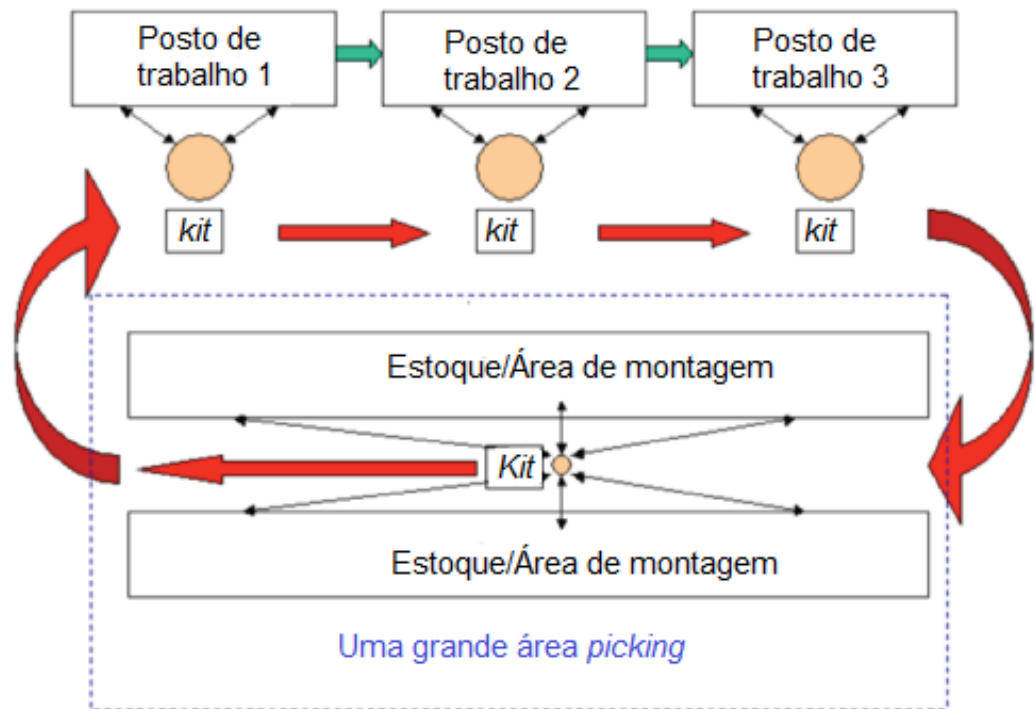 Posto de
trabalho 1
Posto de
trabalho 2
Posto de
trabalho 3
kit
kit
kit
Estoque/Área de montagem
Kit
Estoque/Área de montagem
Uma grande área picking